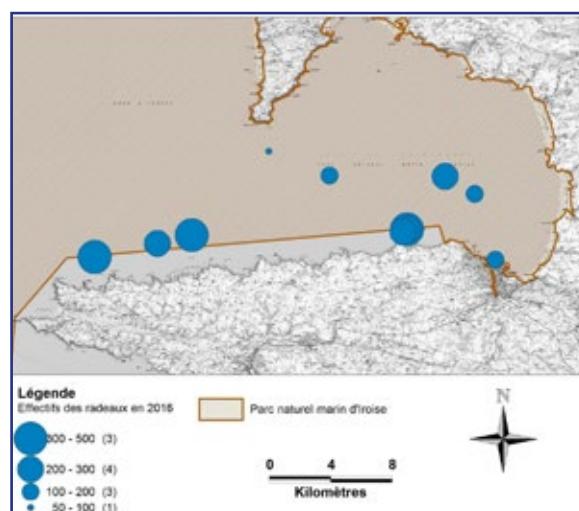 Légende
Effectifs des radeaux en 2016
300 - 500 (3)
200 - 300 (4)
100 - 200 (3)
50 - 100 (1)
Parc naturel marin d'Iroise
N
0 4 8
Kilomètres